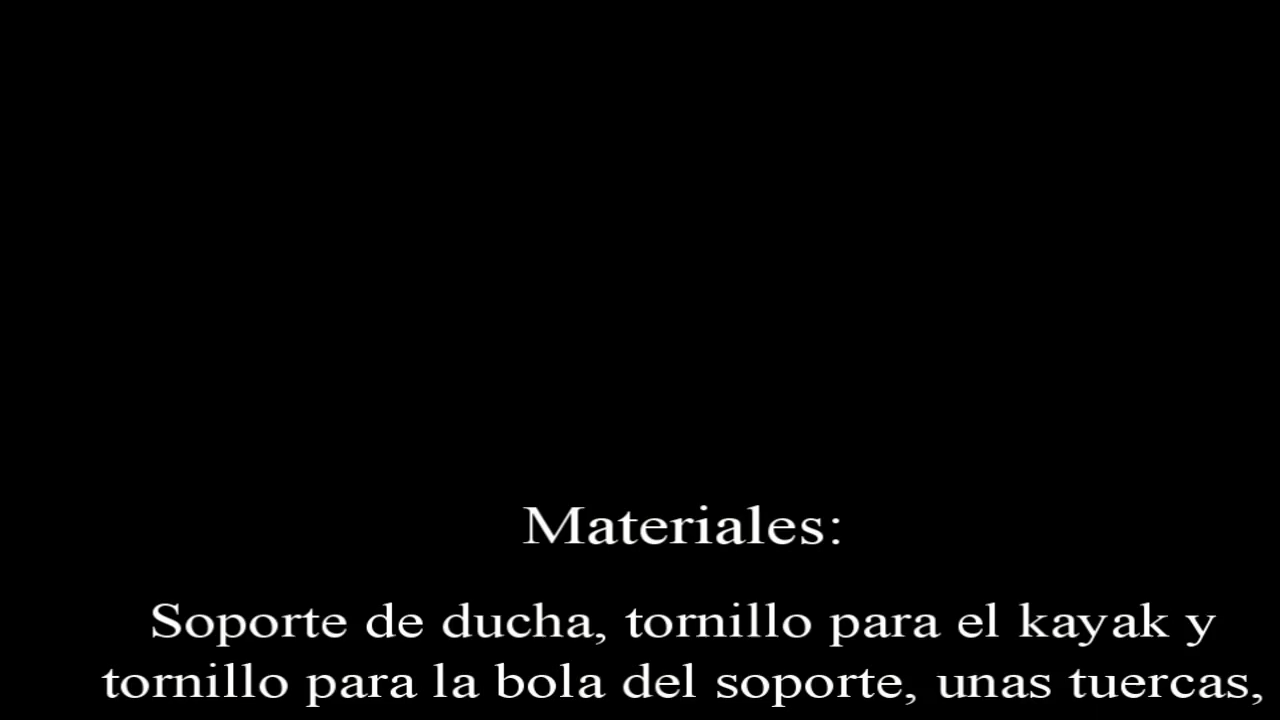 Materiales:
Soporte de ducha, tornillo para el kayak y
tornillo para la bola del soporte, unas tuercas,